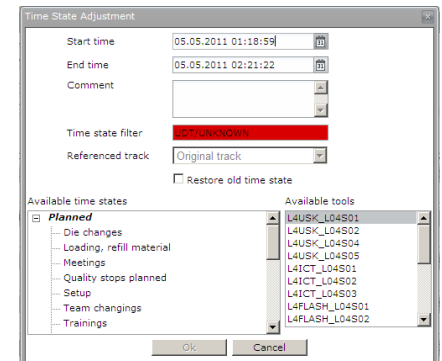 Time State Adjustment
Start time 05.05.2011 01:18:59
End time 05.05.2011 02:21:22
Comment
Time state filter UDT/UNKNOWN
Referenced track Original track
Restore old time state
Available time states
Planned
Die changes
Loading, refill material
Meetings
Quality stops planned
Setup
Team changings
Trainings
Available tools
L4USK_L04S01
L4USK_L04S02
L4USK_L04S04
L4USK_L04S05
L4ICT_L04S01
L4ICT_L04S02
L4ICT_L04S03
L4FLASH_L04S01
L4FLASH_L04S02
Ok Cancel